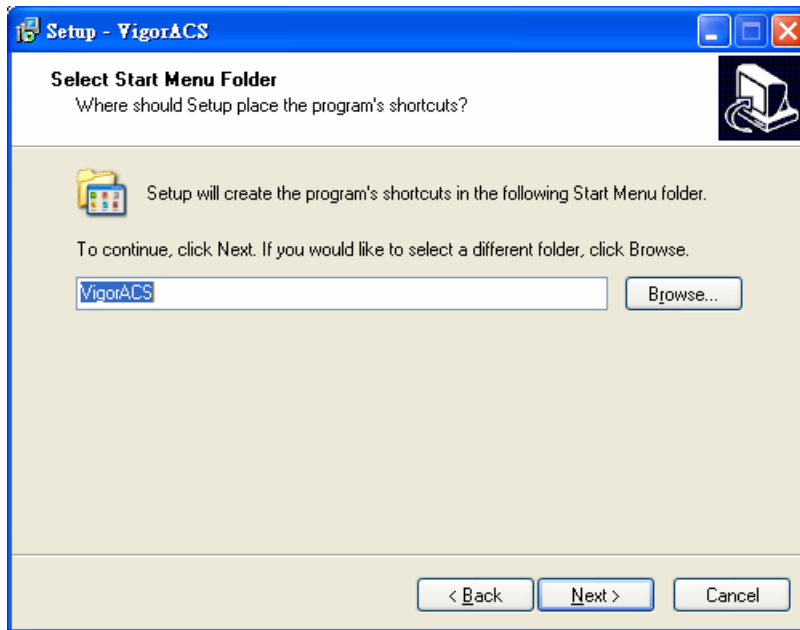 Setup - VigorACS
Select Start Menu Folder
Where should Setup place the program's shortcuts?
Setup will create the program's shortcuts in the following Start Menu folder.
To continue, click Next. If you would like to select a different folder, click Browse.
VigorACS
Browse...
< Back
Next >
Cancel